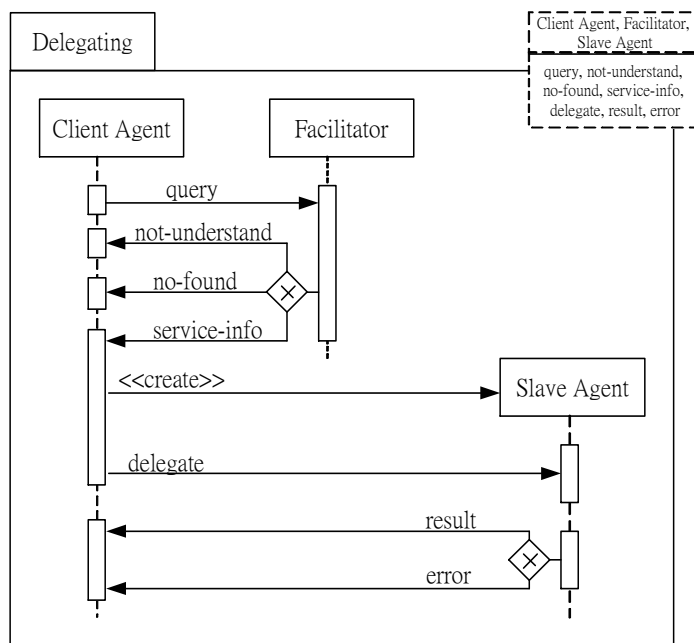 Delegating
Client Agent, Facilitator,
Slave Agent
query, not-understand,
no-found, service-info,
delegate, result, error
Client Agent
Facilitator
query
not-understand
no-found
service-info
<<create>>
Slave Agent
delegate
result
error